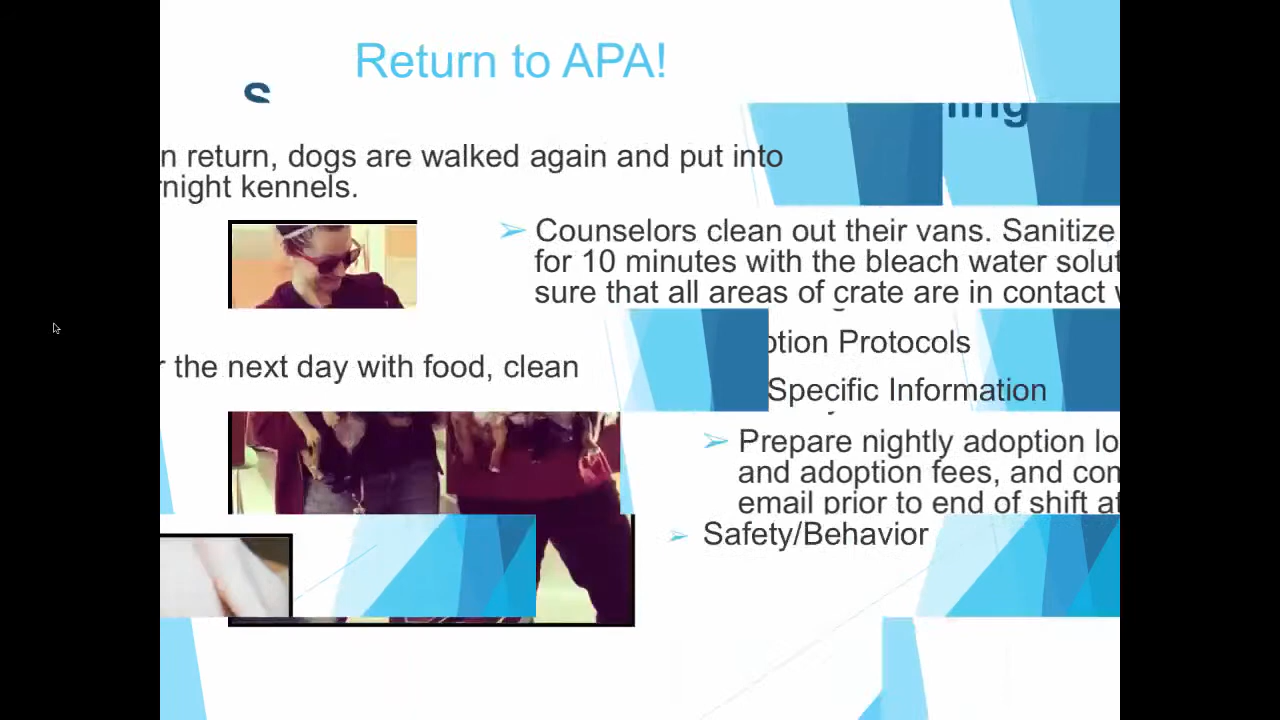 Return to APA!
S
ing
n return, dogs are walked again and put into
night kennels.
Counselors clean out their vans. Sanitize
for 10 minutes with the bleach water solut
sure that all areas of crate are in contact
otion Protocols
r the next day with food, clean
Specific Information
Prepare nightly adoption lo
and adoption fees, and con
email prior to end of shift at
Safety/Behavior